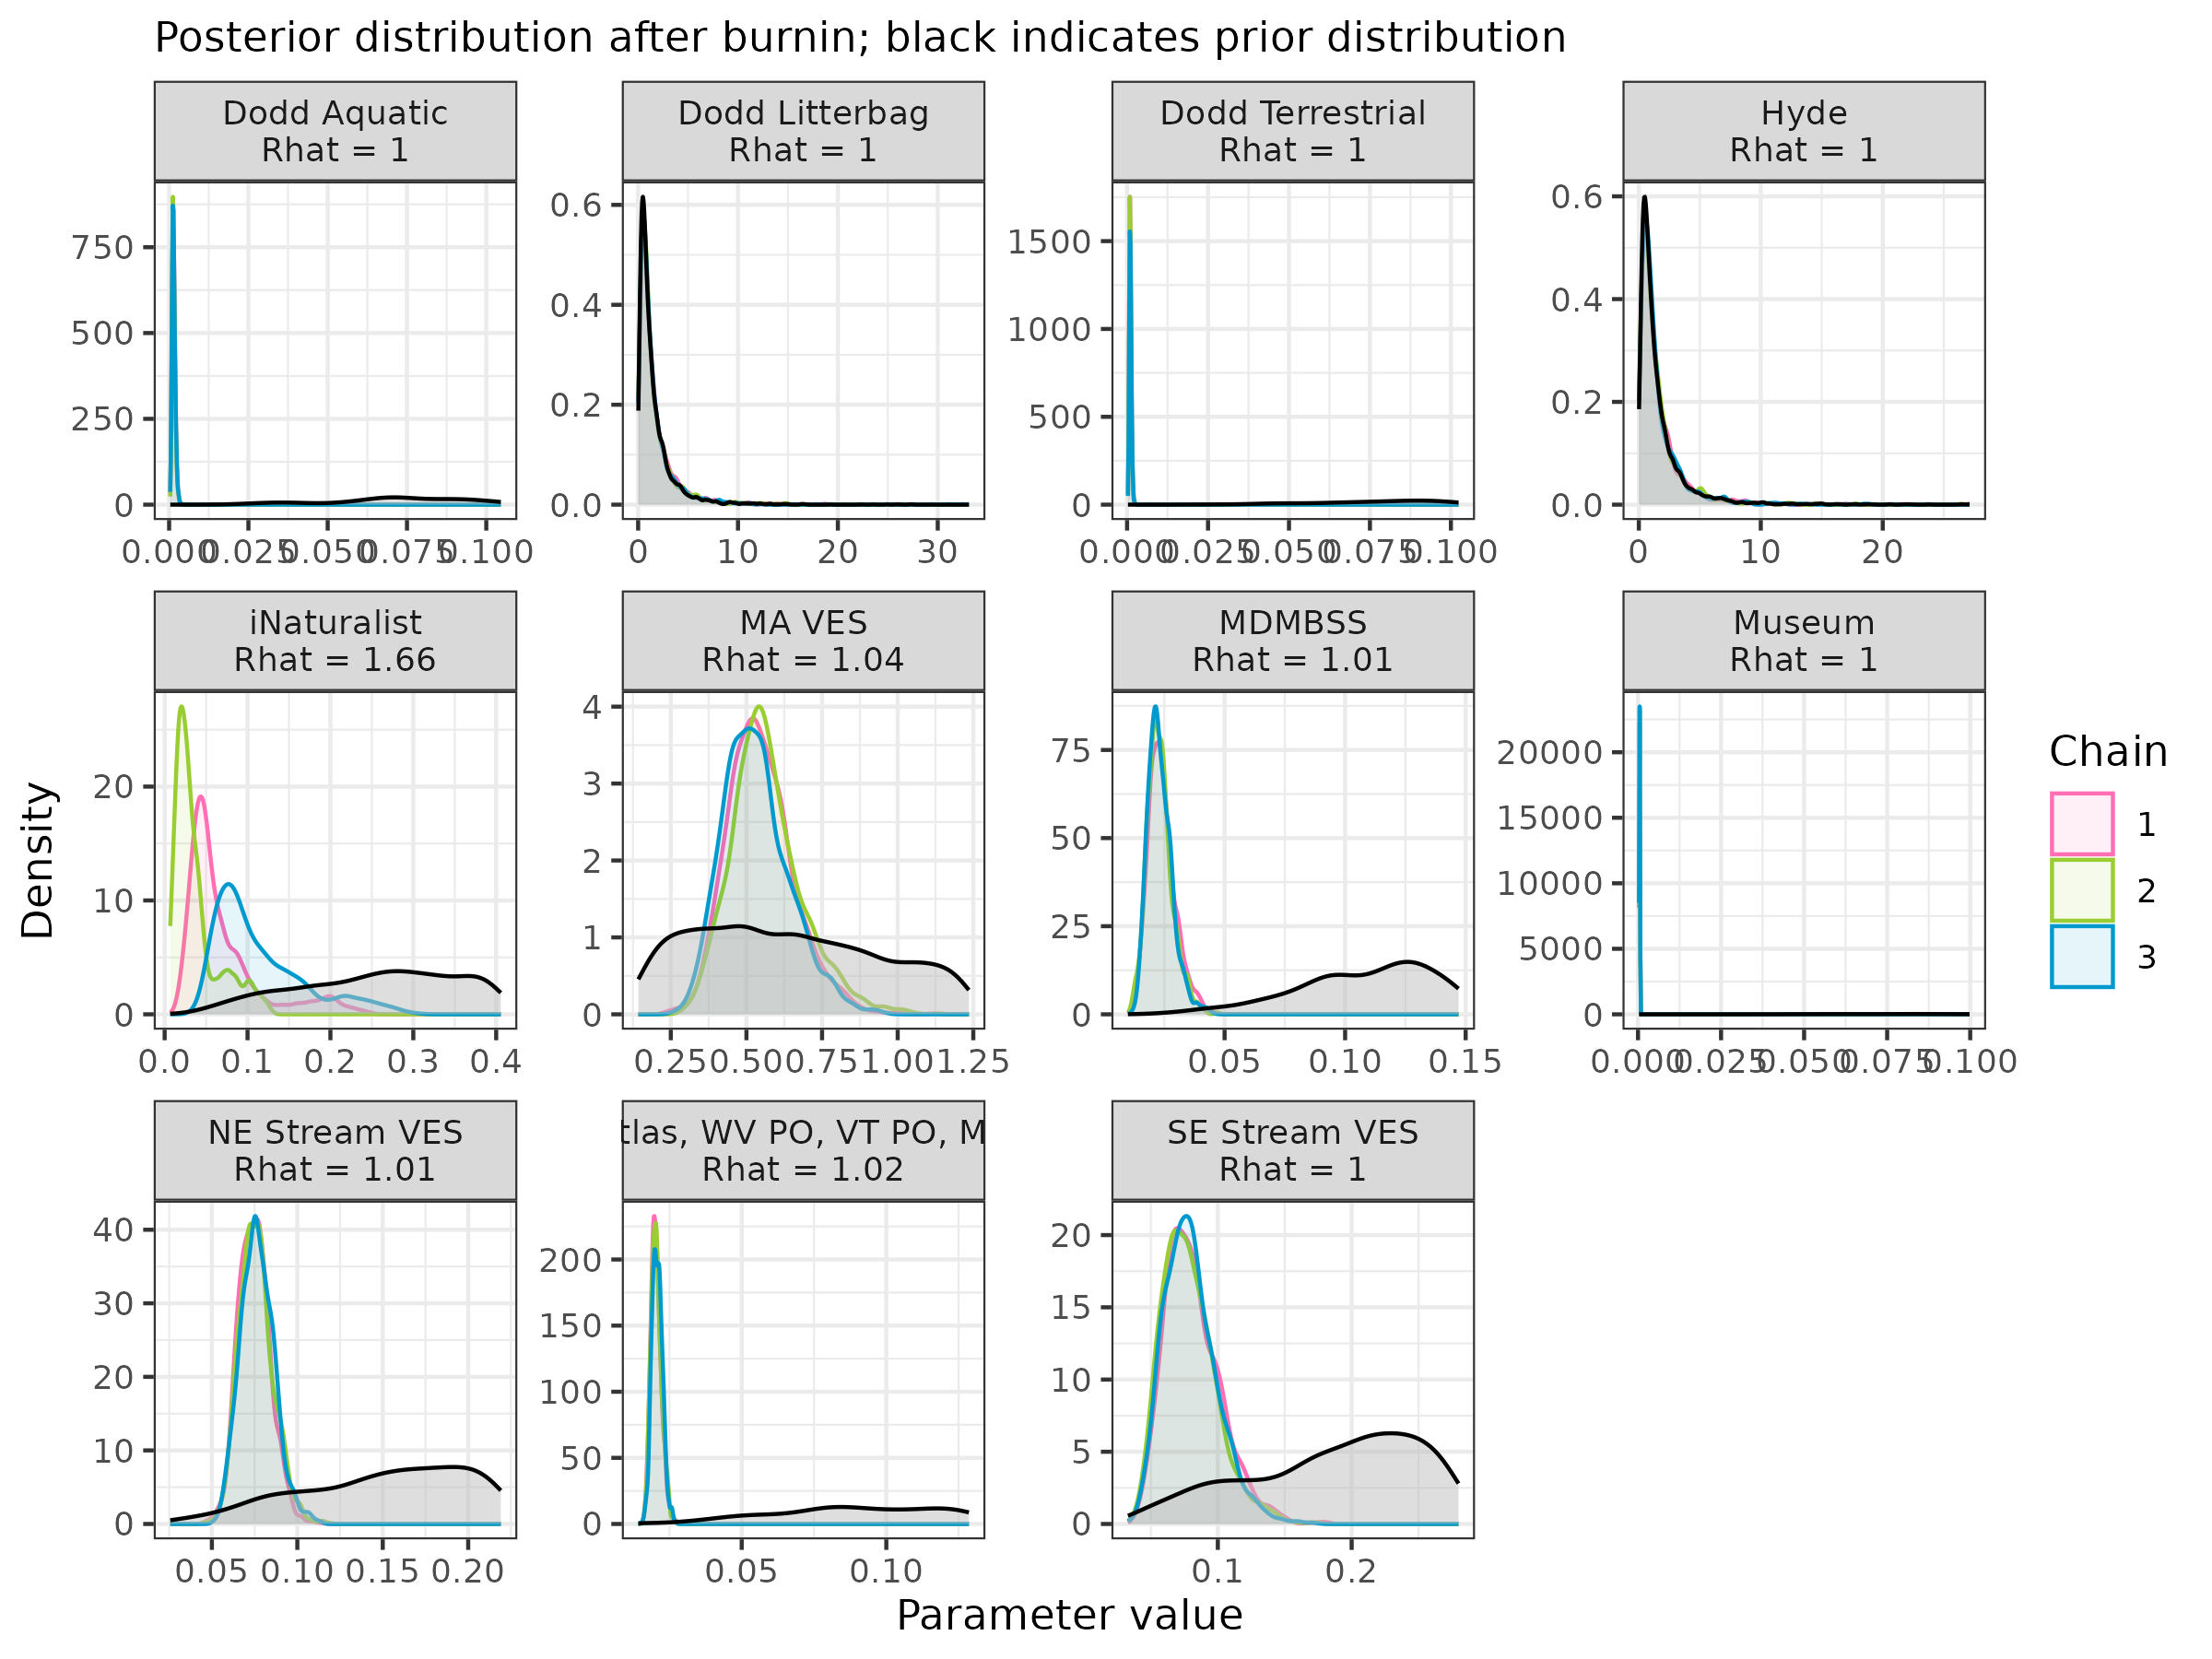 Posterior distribution after burnin; black indicates prior distribution
Dodd Aquatic
Rhat = 1
Dodd Litterbag
Rhat = 1
Dodd Terrestrial
Rhat = 1
Hyde
Rhat = 1
750
500
250
0
0.000 0.025 0.050 0.075 0.100
0.6
0.4
0.2
0.0
0 10 20 30
1500
1000
500
0
0.000 0.025 0.050 0.075 0.100
0.6
0.4
0.2
0.0
0 10 20
iNaturalist
Rhat = 1.66
MA VES
Rhat = 1.04
MDMBSS
Rhat = 1.01
Museum
Rhat = 1
20
10
0
0.0 0.1 0.2 0.3 0.4
4
3
2
1
0
0.25 0.50 0.75 1.00 1.25
75
50
25
0
0.05 0.10 0.15
20000
15000
10000
5000
0
0.000 0.025 0.050 0.075 0.100
NE Stream VES
Rhat = 1.01
tlas, WV PO, VT PO, M
Rhat = 1.02
SE Stream VES
Rhat = 1
40
30
20
10
0
0.05 0.10 0.15 0.20
200
150
100
50
0
0.05 0.10
20
15
10
5
0
0.1 0.2
Density
Parameter value
Chain
1
2
3